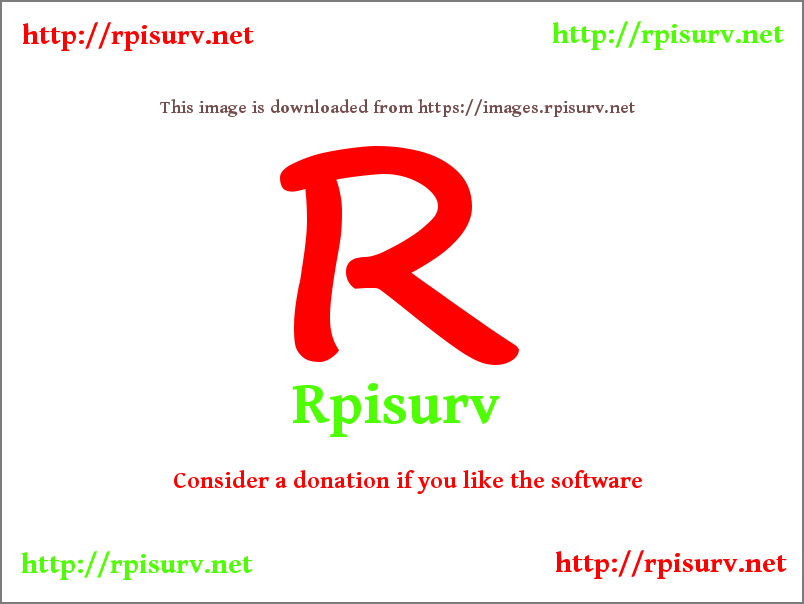 http://rpisurv.net
http://rpisurv.net
This image is downloaded from https://images.rpisurv.net
R
Rpisurv
Consider a donation if you like the software
http://rpisurv.net
http://rpisurv.net